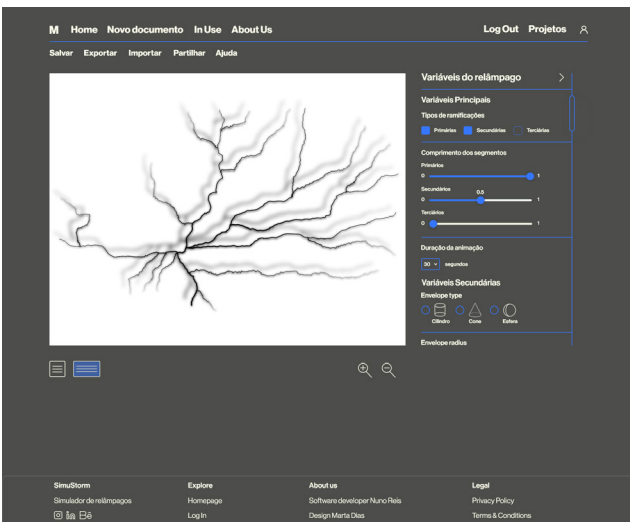 M Home Novo documento In Use About Us Log Out Projetos
Salvar Exportar Importar Partilhar Ajuda
Variáveis do relâmpago
Variáveis Principais
Tipos de ramificações
Primárias Secundárias Terciárias
Comprimento dos segmentos
Primários
0 1
Secundários
0.5
0 1
Terciários
0 1
Duração da animação
30 segundos
Variáveis Secundárias
Envelope type
Cilindro Cone Esfera
Envelope radius
SimuStorm Explore About us Legal
Simulador de relâmpagos Homepage Software developer Nuno Reis Privacy Policy
in Bē Log In Design Marta Dias Terms & Conditions